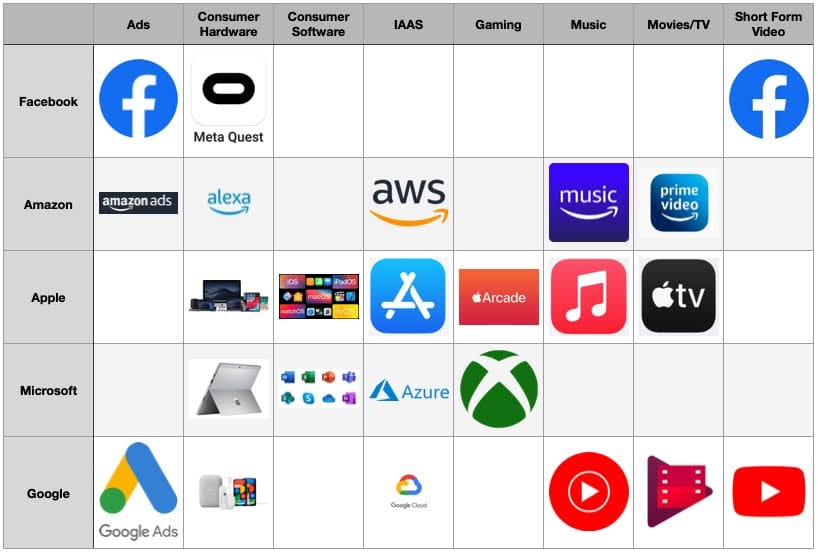 Ads
Consumer
Hardware
Consumer
Software
IAAS
Gaming
Music
Movies/TV
Short Form
Video
Facebook
Meta Quest
Amazon
amazon ads
alexa
aws
music
prime
video
Apple
iOS
iPadOS
macOS
watchOS
tvOS
Arcade
tv
Microsoft
Azure
Google
Google Ads
Google Cloud